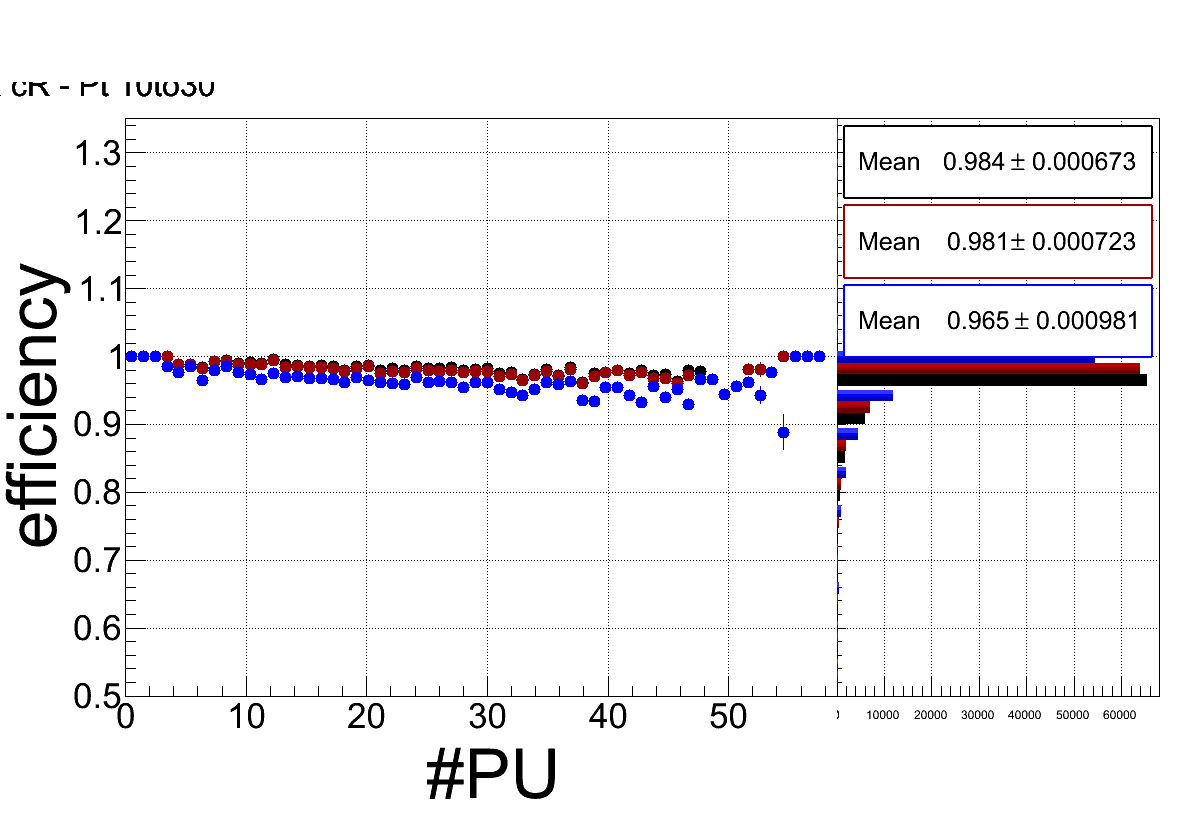 cR - Pt 10to30
efficiency
1.3
1.2
1.1
1
0.9
0.8
0.7
0.6
0.5
0 10 20 30 40 50
#PU
Mean 0.984 ± 0.000673
Mean 0.981 ± 0.000723
Mean 0.965 ± 0.000981
10000 20000 30000 40000 50000 60000